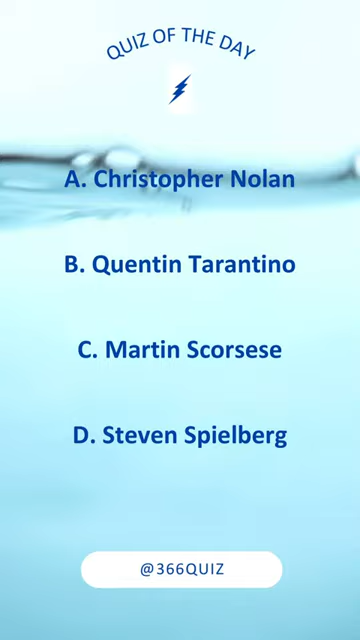 QUIZ OF THE DAY
A. Christopher Nolan
B. Quentin Tarantino
C. Martin Scorsese
D. Steven Spielberg
@366QUIZ